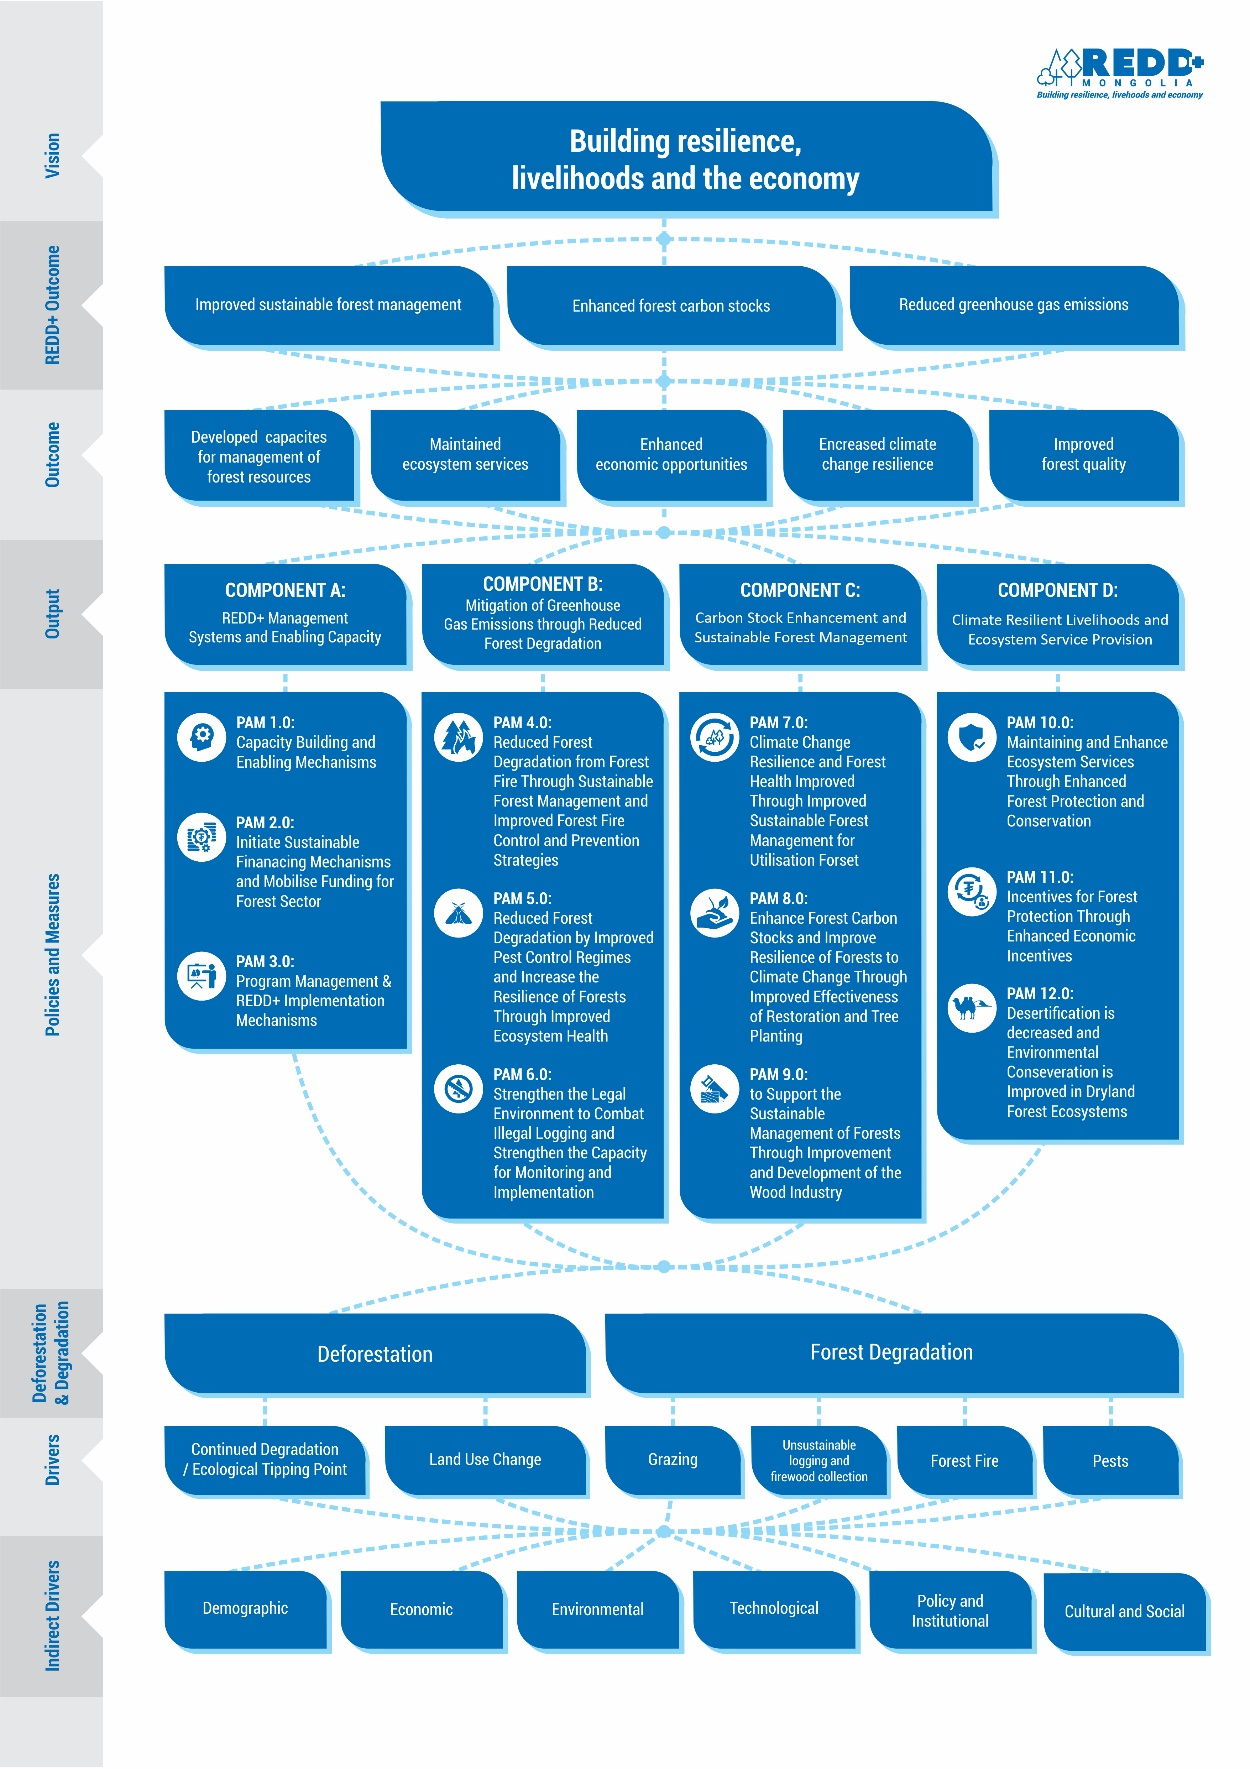 REDD+
MONGOLIA
Building resilience, livehoods and economy
Vision
Building resilience,
livelihoods and the economy
REDD+ Outcome
Improved sustainable forest management
Enhanced forest carbon stocks
Reduced greenhouse gas emissions
Outcome
Developed capacites
for management of
forest resources
Maintained
ecosystem services
Enhanced
economic opportunities
Encreased climate
change resilience
Improved
forest quality
Output
COMPONENT A:
REDD+ Management
Systems and Enabling Capacity
COMPONENT B:
Mitigation of Greenhouse
Gas Emissions through Reduced
Forest Degradation
COMPONENT C:
Carbon Stock Enhancement and
Sustainable Forest Management
COMPONENT D:
Climate Resilient Livelihoods and
Ecosystem Service Provision
Policies and Measures
PAM 1.0:
Capacity Building and
Enabling Mechanisms
PAM 2.0:
Initiate Sustainable
Financing Mechanisms
and Mobilise Funding for
Forest Sector
PAM 3.0:
Program Management &
REDD+ Implementation
Mechanisms
PAM 4.0:
Reduced Forest
Degradation from Forest
Fire Through Sustainable
Forest Management and
Improved Forest Fire
Control and Prevention
Strategies
PAM 5.0:
Reduced Forest
Degradation by Improved
Pest Control Regimes
and Increase the
Resilience of Forests
Through Improved
Ecosystem Health
PAM 6.0:
Strengthen the Legal
Environment to Combat
Illegal Logging and
Strengthen the Capacity
for Monitoring and
Implementation
PAM 7.0:
Climate Change
Resilience and Forest
Health Improved
Through Improved
Sustainable Forest
Management for
Utilisation Forset
PAM 8.0:
Enhance Forest Carbon
Stocks and Improve
Resilience of Forests to
Climate Change Through
Improved Effectiveness
of Restoration and Tree
Planting
PAM 9.0:
to Support the
Sustainable
Management of Forests
Through Improvement
and Development of the
Wood Industry
PAM 10.0:
Maintaining and Enhance
Ecosystem Services
Through Enhanced
Forest Protection and
Conservation
PAM 11.0:
Incentives for Forest
Protection Through
Enhanced Economic
Incentives
PAM 12.0:
Desertification is
decreased and
Environmental
Conseveration is
Improved in Dryland
Forest Ecosystems
Deforestation
& Degradation
Deforestation
Forest Degradation
Drivers
Continued Degradation
/ Ecological Tipping Point
Land Use Change
Grazing
Unsustainable
logging and
firewood collection
Forest Fire
Pests
Indirect Drivers
Demographic
Economic
Environmental
Technological
Policy and
Institutional
Cultural and Social